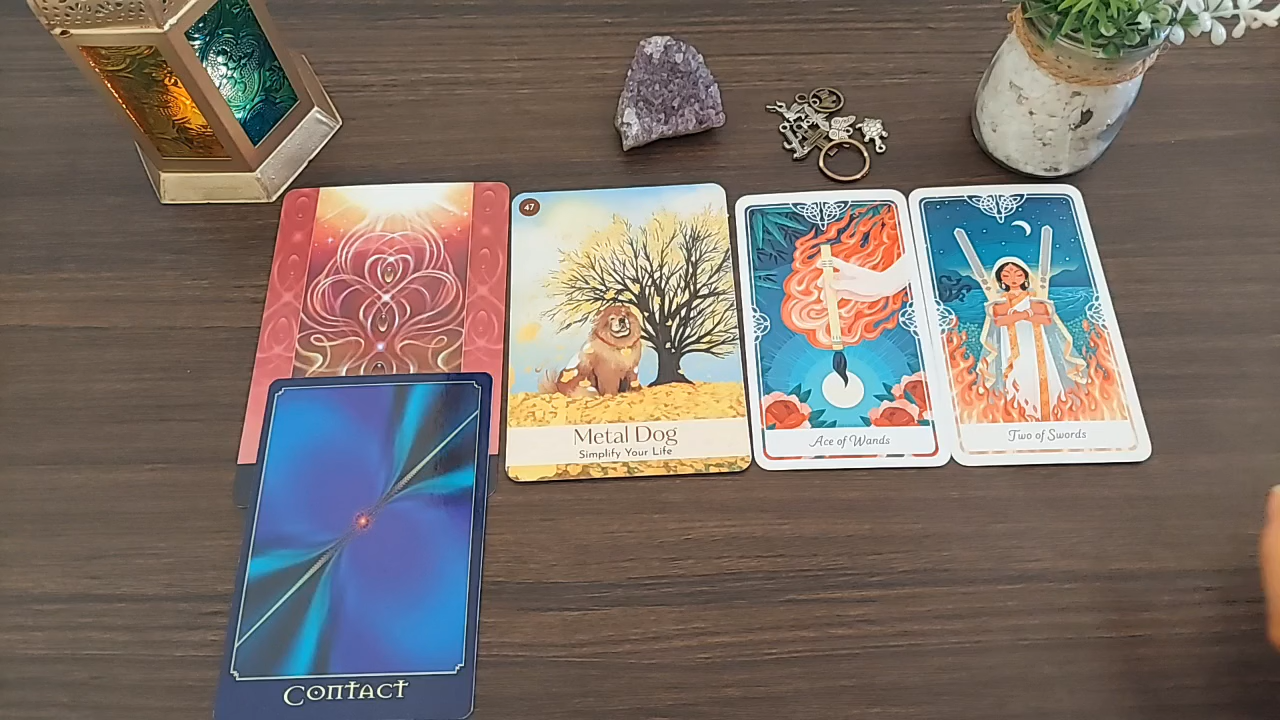 47
Metal Dog
Simplify Your Life
Ace of Wands
Two of Swords
Contact